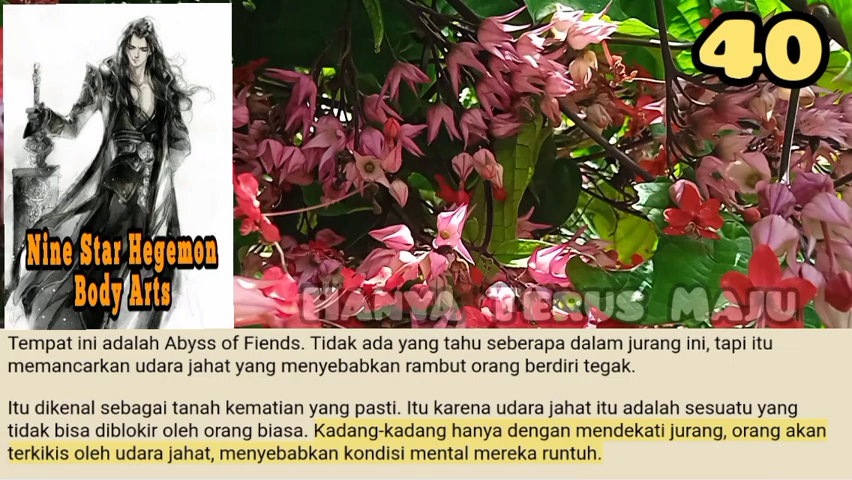 40
Nine Star Hegemon
Body Arts
HANYA TERUS MAJU
Tempat ini adalah Abyss of Fiends. Tidak ada yang tahu seberapa dalam jurang ini, tapi itu
memancarkan udara jahat yang menyebabkan rambut orang berdiri tegak.
Itu dikenal sebagai tanah kematian yang pasti. Itu karena udara jahat itu adalah sesuatu yang
tidak bisa diblokir oleh orang biasa. Kadang-kadang hanya dengan mendekati jurang, orang akan
terkikis oleh udara jahat, menyebabkan kondisi mental mereka runtuh.